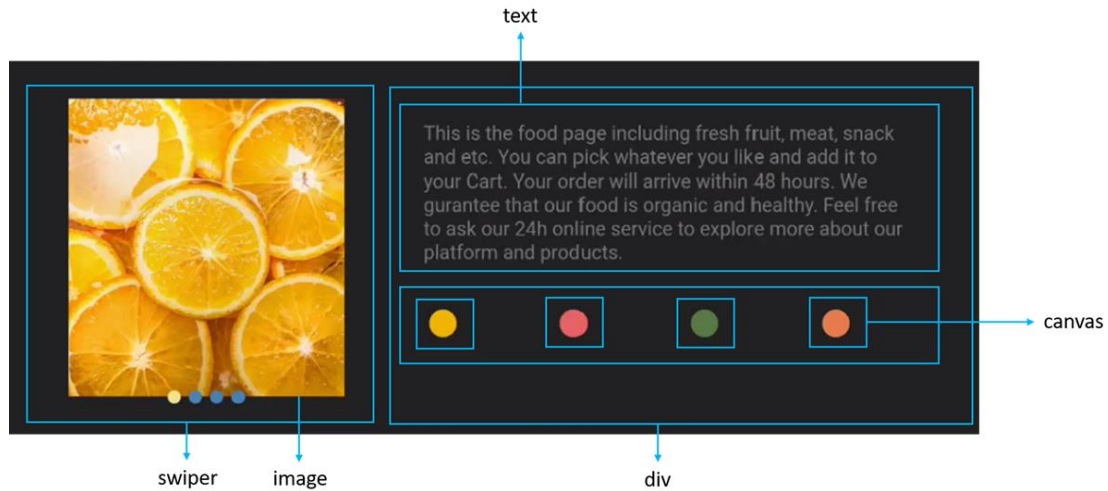 text
This is the food page including fresh fruit, meat, snack
and etc. You can pick whatever you like and add it to
your Cart. Your order will arrive within 48 hours. We
gurantee that our food is organic and healthy. Feel free
to ask our 24h online service to explore more about our
platform and products.
canvas
swiper
image
div